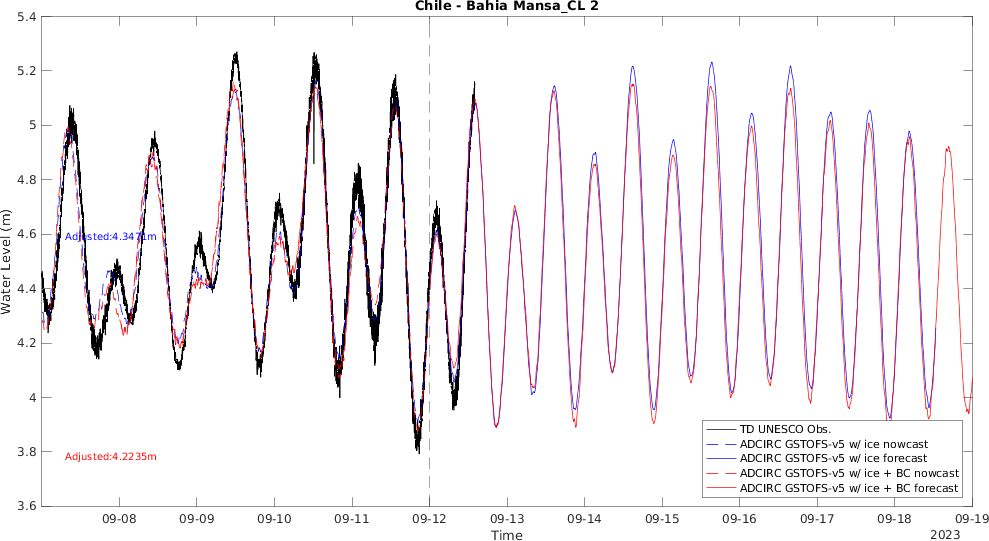 Chile - Bahia Mansa_CL 2
5.4
5.2
5
4.8
4.6
4.4
4.2
4
3.8
3.6
Water Level (m)
Adjusted:4.3471m
Adjusted:4.2235m
TD UNESCO Obs.
ADCIRC GSTOFS-v5 w/ ice nowcast
ADCIRC GSTOFS-v5 w/ ice forecast
ADCIRC GSTOFS-v5 w/ ice + BC nowcast
ADCIRC GSTOFS-v5 w/ ice + BC forecast
09-08 09-09 09-10 09-11 09-12 09-13 09-14 09-15 09-16 09-17 09-18 09-19
Time
2023